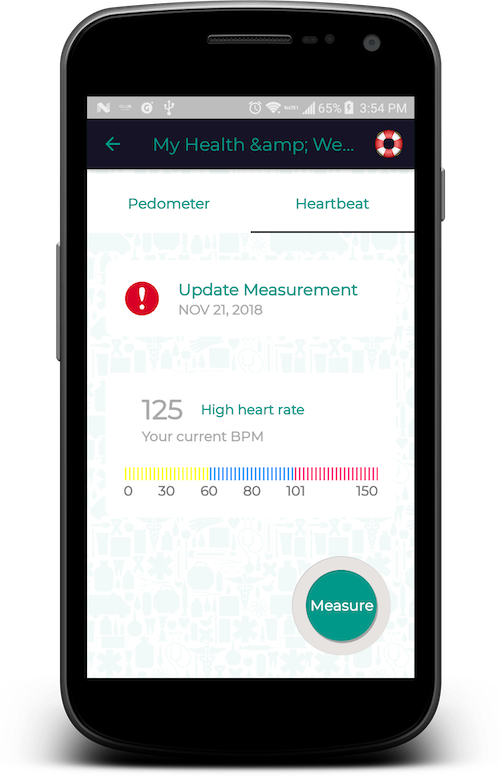 65% 3:54 PM
My Health &amp; We...
Pedometer Heartbeat
Update Measurement
NOV 21, 2018
125 High heart rate
Your current BPM
0 30 60 80 101 150
Measure